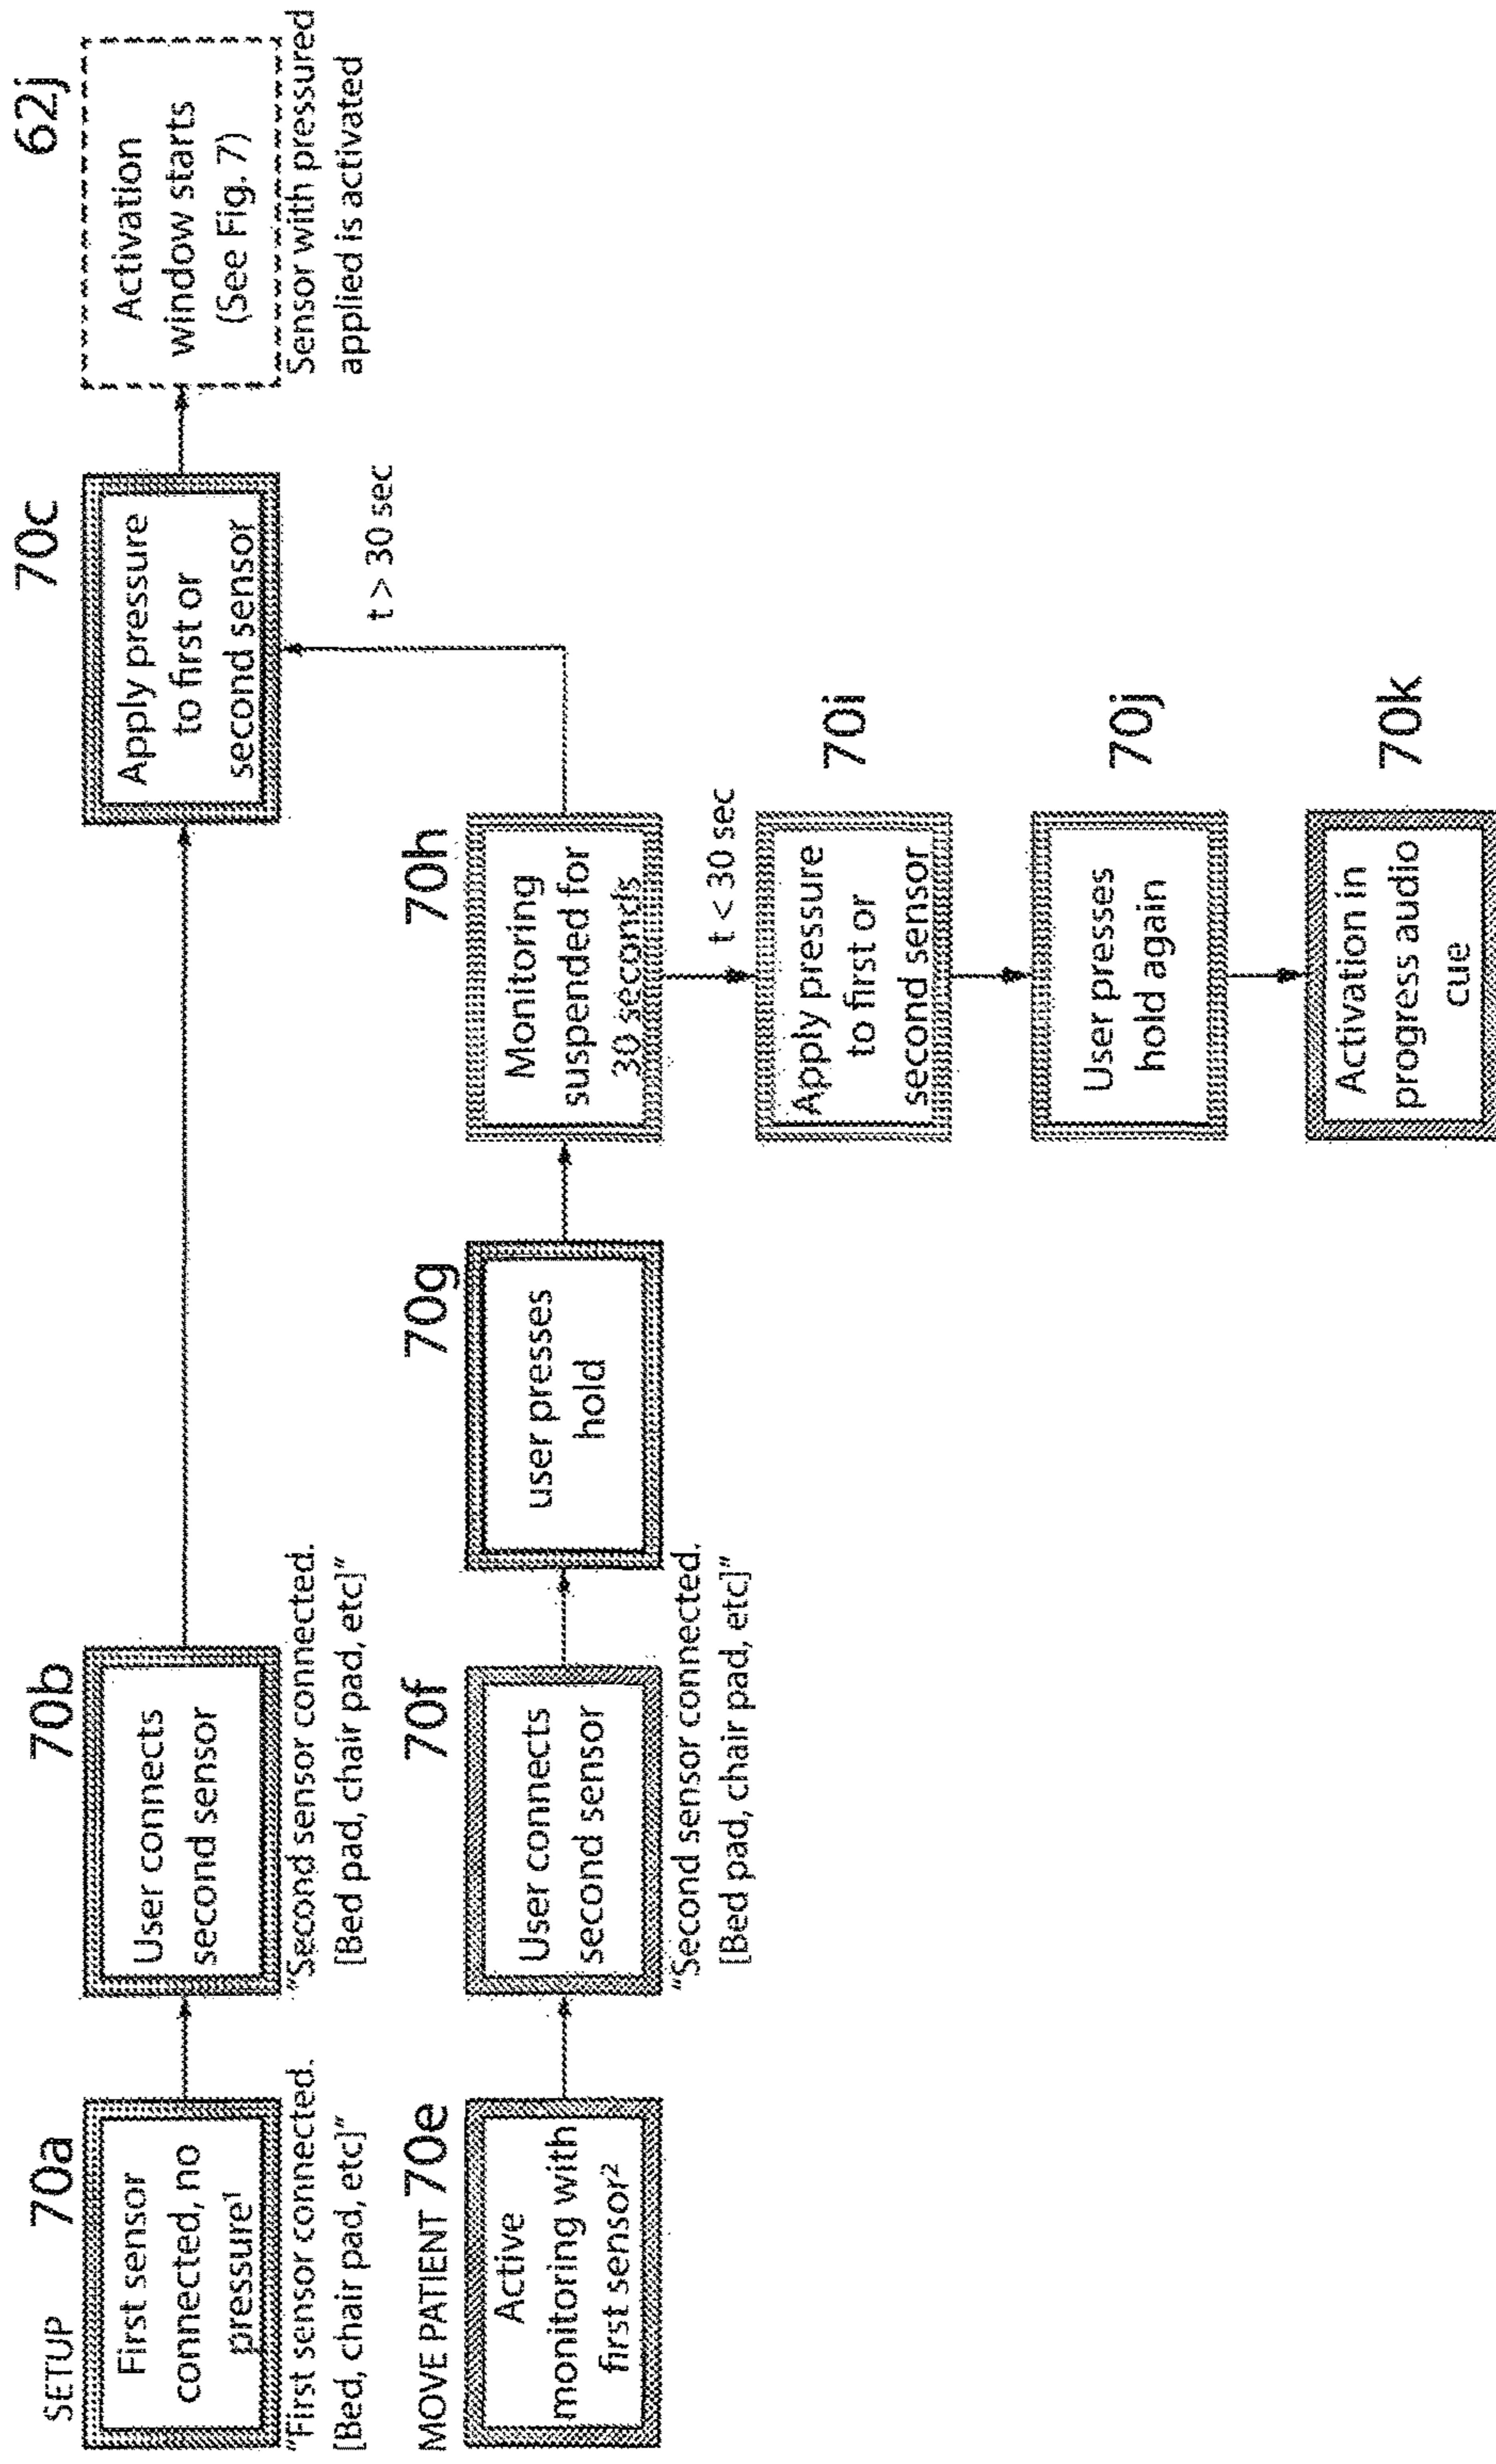 SETUP
70a
First sensor
connected, no
pressure¹
"First sensor connected.
[Bed, chair pad, etc]"
70b
User connects
second sensor
"Second sensor connected.
[Bed pad, chair pad, etc]"
70c
Apply pressure
to first or
second sensor
62j
Activation
window starts
(See Fig. 7)
Sensor with pressured
applied is activated
MOVE PATIENT
70e
Active
monitoring with
first sensor²
70f
User connects
second sensor
"Second sensor connected.
[Bed pad, chair pad, etc]"
70g
user presses
hold
70h
Monitoring
suspended for
30 seconds
t > 30 sec
t < 30 sec
70i
Apply pressure
to first or
second sensor
70j
User presses
hold again
70k
Activation in
progress audio
cue